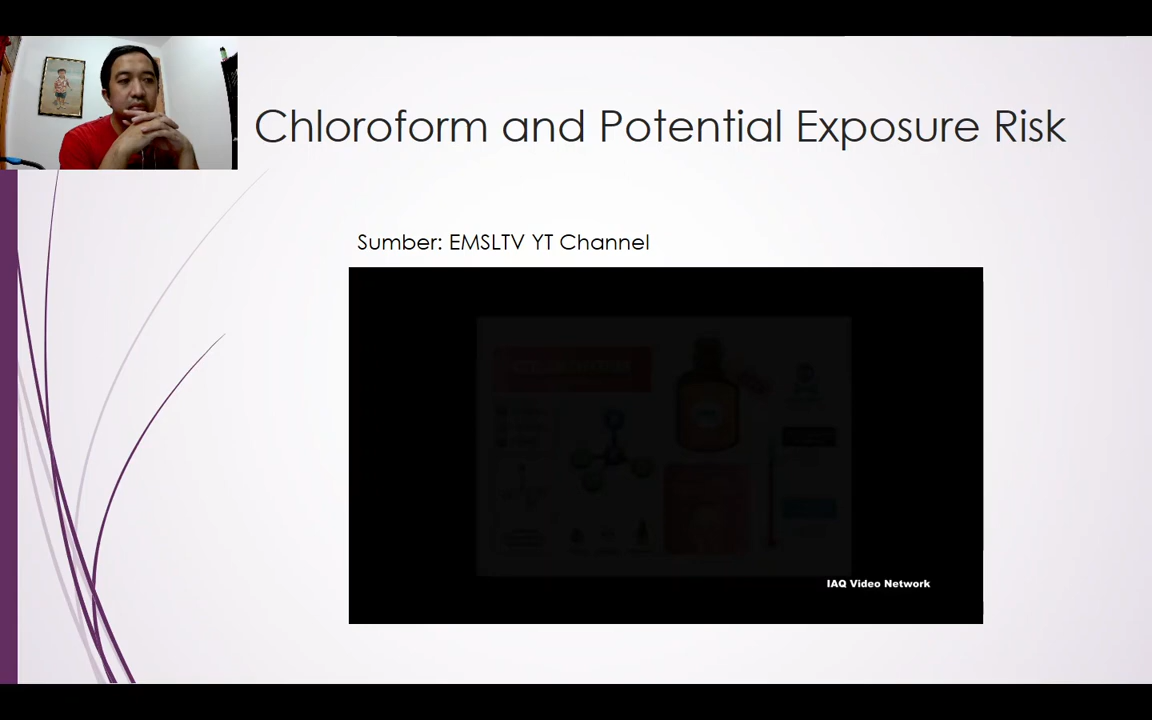 Chloroform and Potential Exposure Risk
Sumber: EMSLTV YT Channel
IAQ Video Network